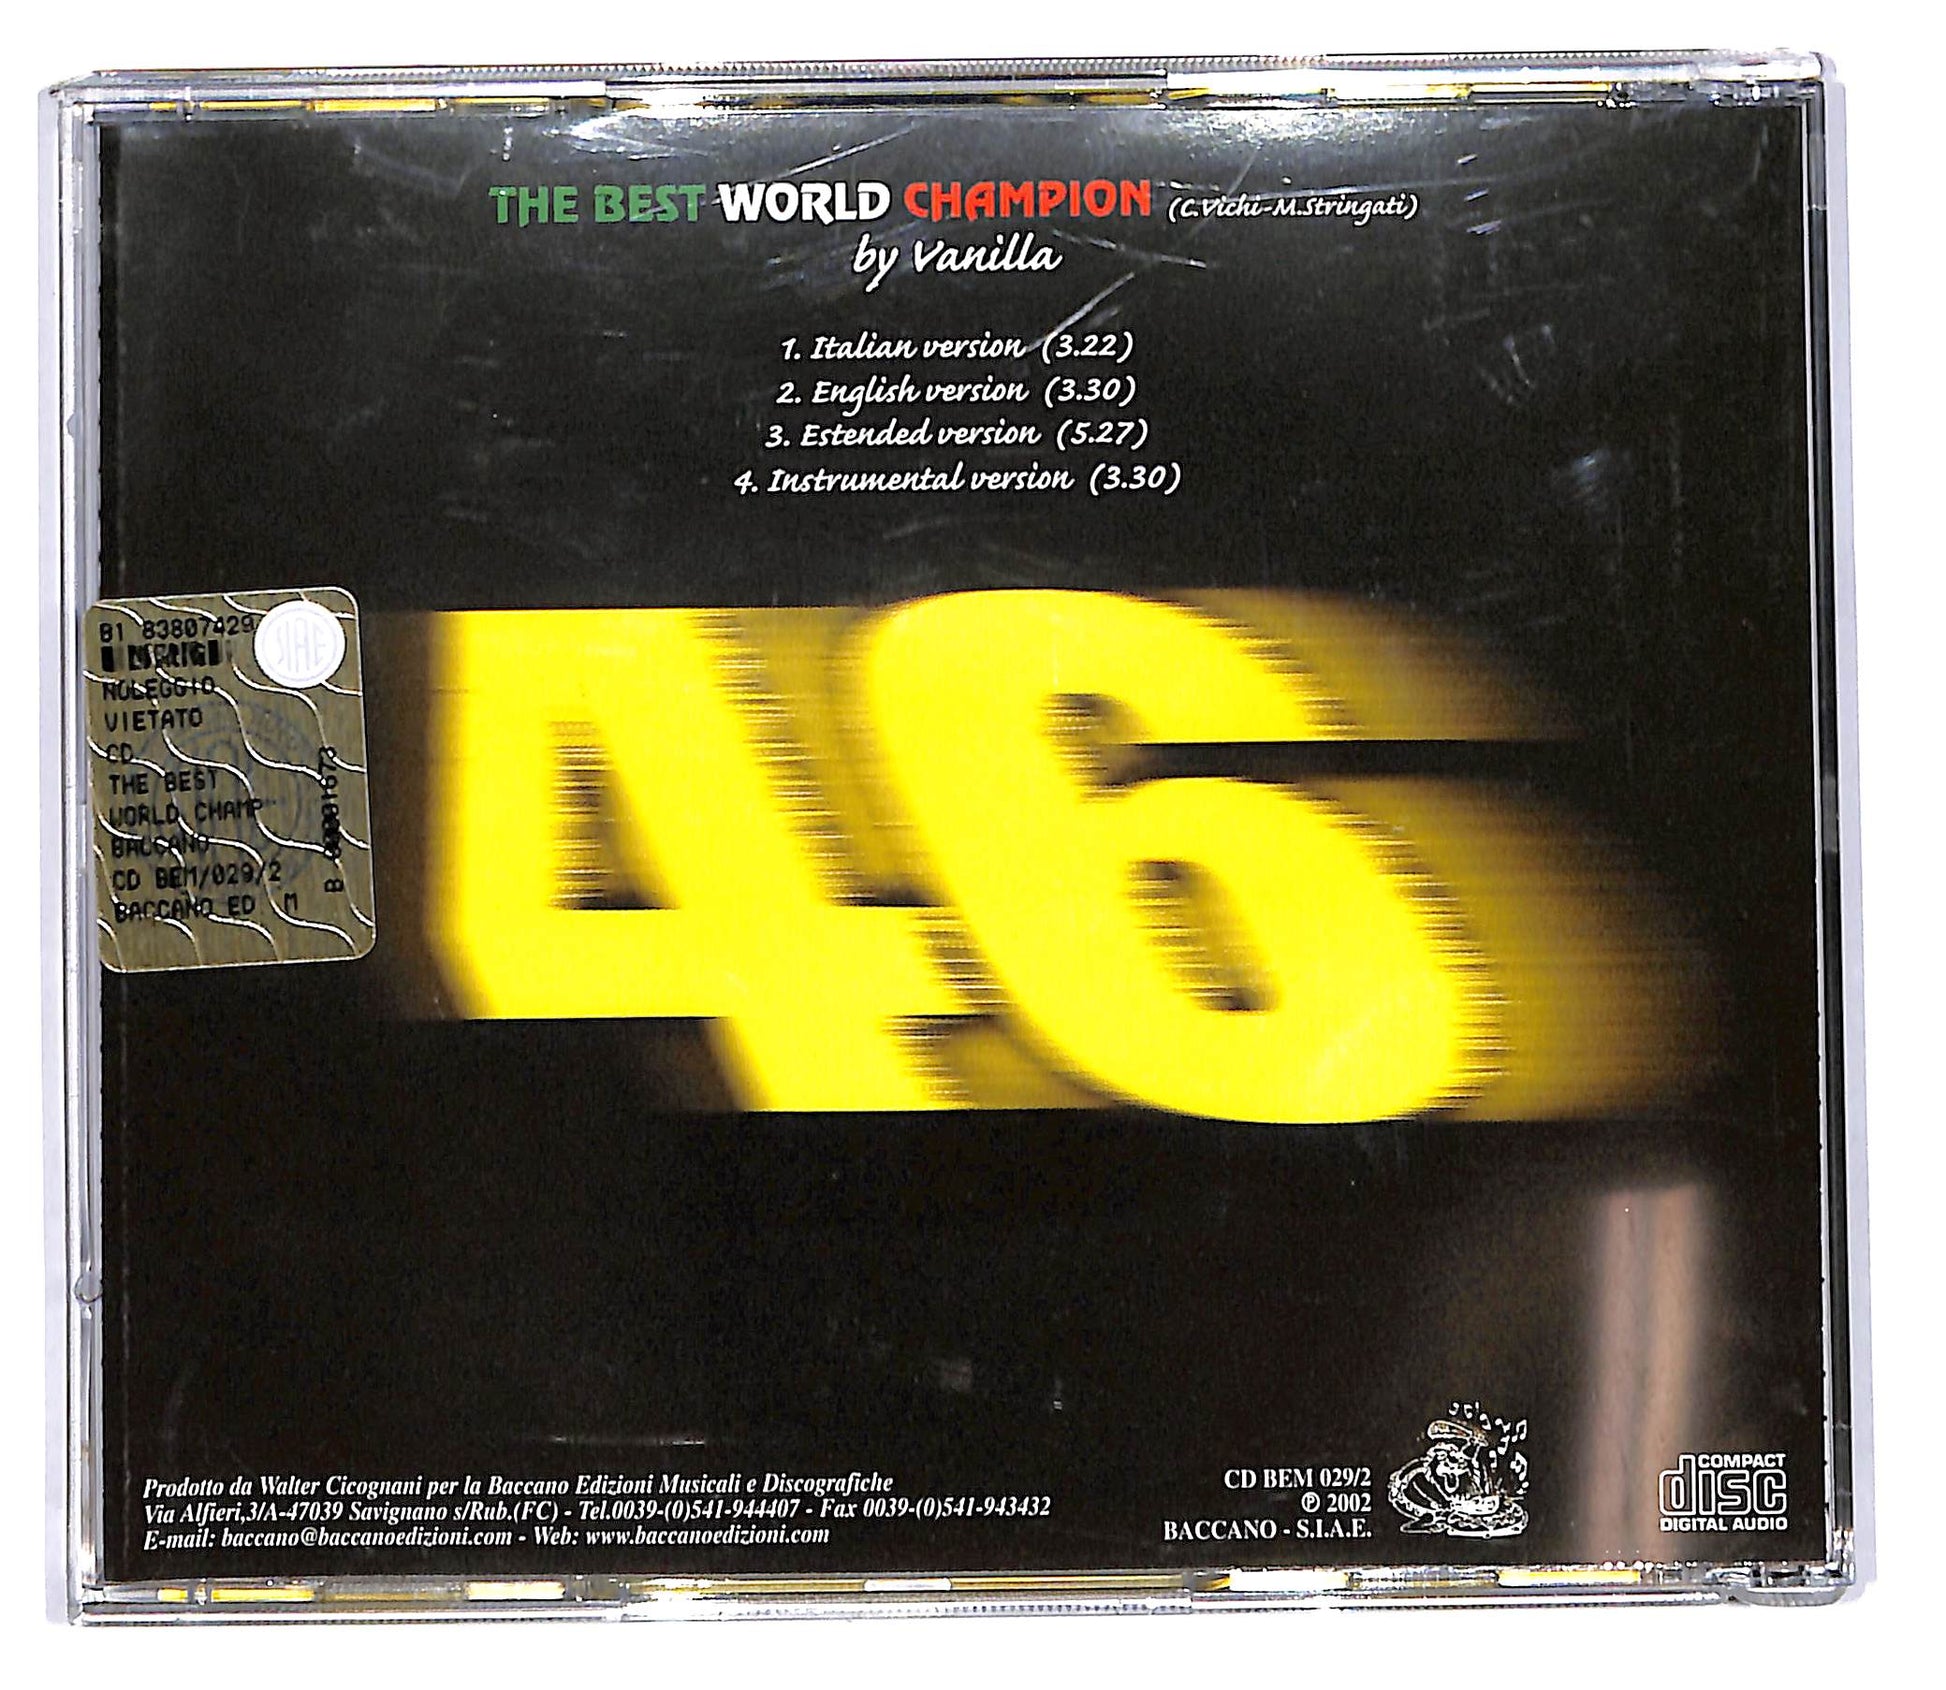 THE BEST WORLD CHAMPION (C.Vichi-M.Stringati)
by Vanilla
1. Italian version (3.22)
2. English version (3.30)
3. Estended version (5.27)
4. Instrumental version (3.30)
81 83807429
SIAE
NOLEGGIO
VIETATO
CD
THE BEST
WORLD CHAMP
BACCANO
CD BEM/029/2
BACCANO ED M
46
Prodotto da Walter Cicognani per la Baccano Edizioni Musicali e Discografiche
Via Alfieri,3/A-47039 Savignano s/Rub.(FC) - Tel.0039-(0)541-944407 - Fax 0039-(0)541-943432
E-mail: baccano@baccanoedizioni.com - Web: www.baccanoedizioni.com
CD BEM 029/2
℗ 2002
BACCANO - S.I.A.E.
COMPACT
disc
DIGITAL AUDIO